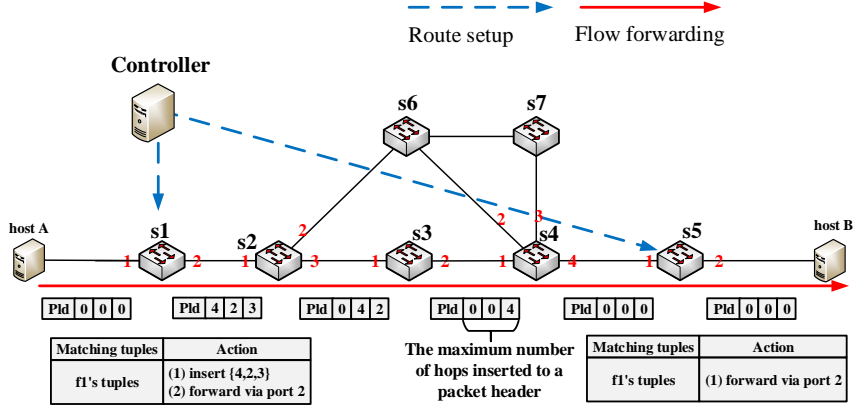 Route setup
Flow forwarding
Controller
s6
s7
host A
s1
s2
s3
s4
s5
host B
1
2
1
2
3
1
2
1
2
3
4
1
2
Pld 0 0 0
Pld 4 2 3
Pld 0 4 2
Pld 0 0 4
Pld 0 0 0
Pld 0 0 0
Matching tuples Action
f1's tuples
(1) insert {4,2,3}
(2) forward via port 2
The maximum number
of hops inserted to a
packet header
Matching tuples Action
f1's tuples
(1) forward via port 2